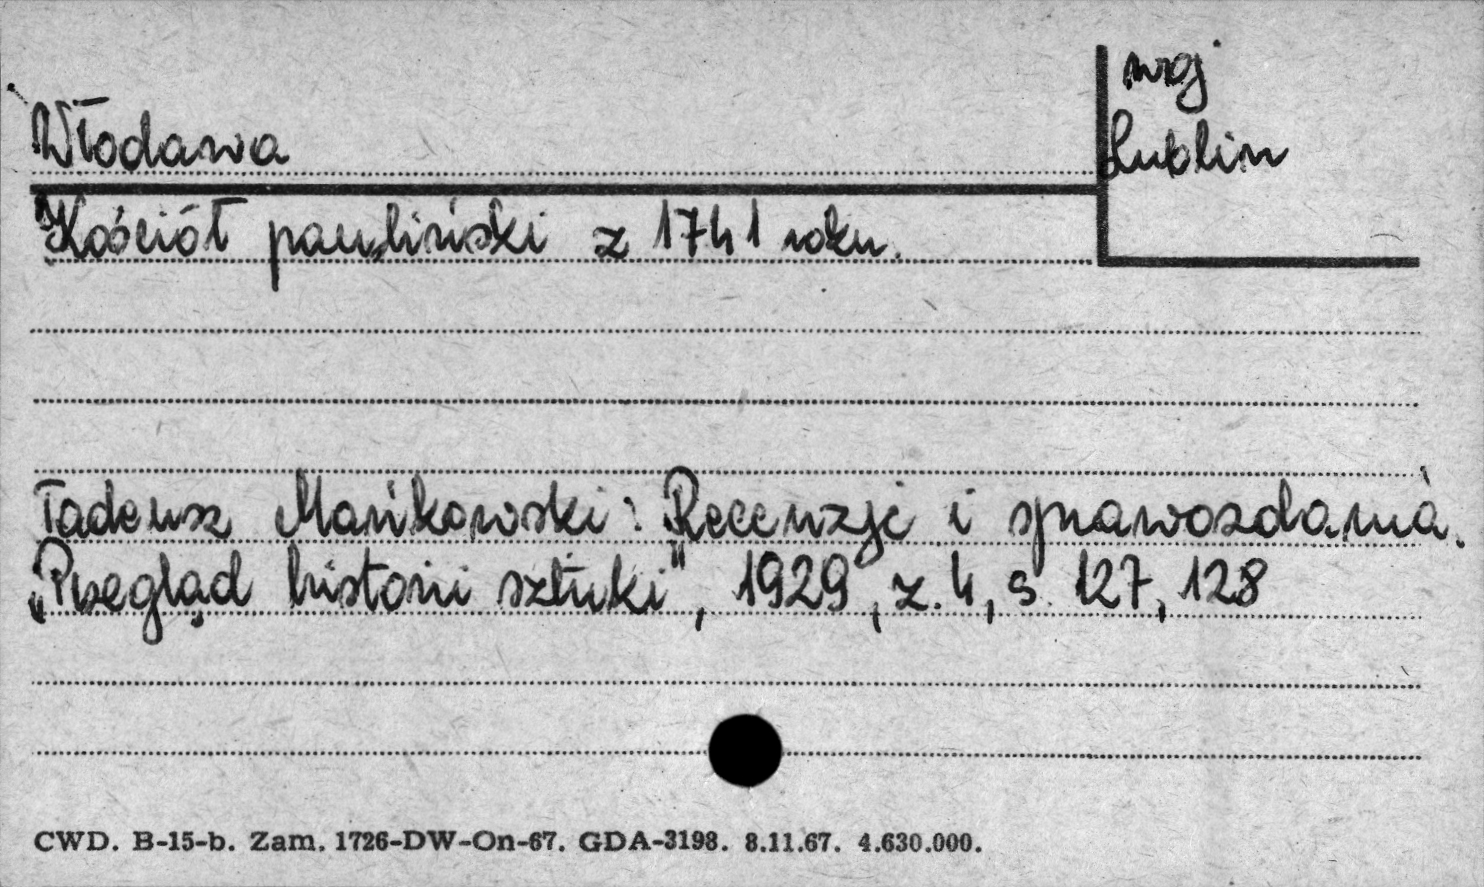 woj
Lublin
Włodawa
Kościół pauliński z 1741 roku.
Tadeusz Mańkowski: Recenzje i sprawozdania.
„Przegląd historii sztuki", 1929, z. 4, s. 127, 128
CWD. B-15-b. Zam. 1726-DW-On-67. GDA-3198. 8.11.67. 4.630.000.